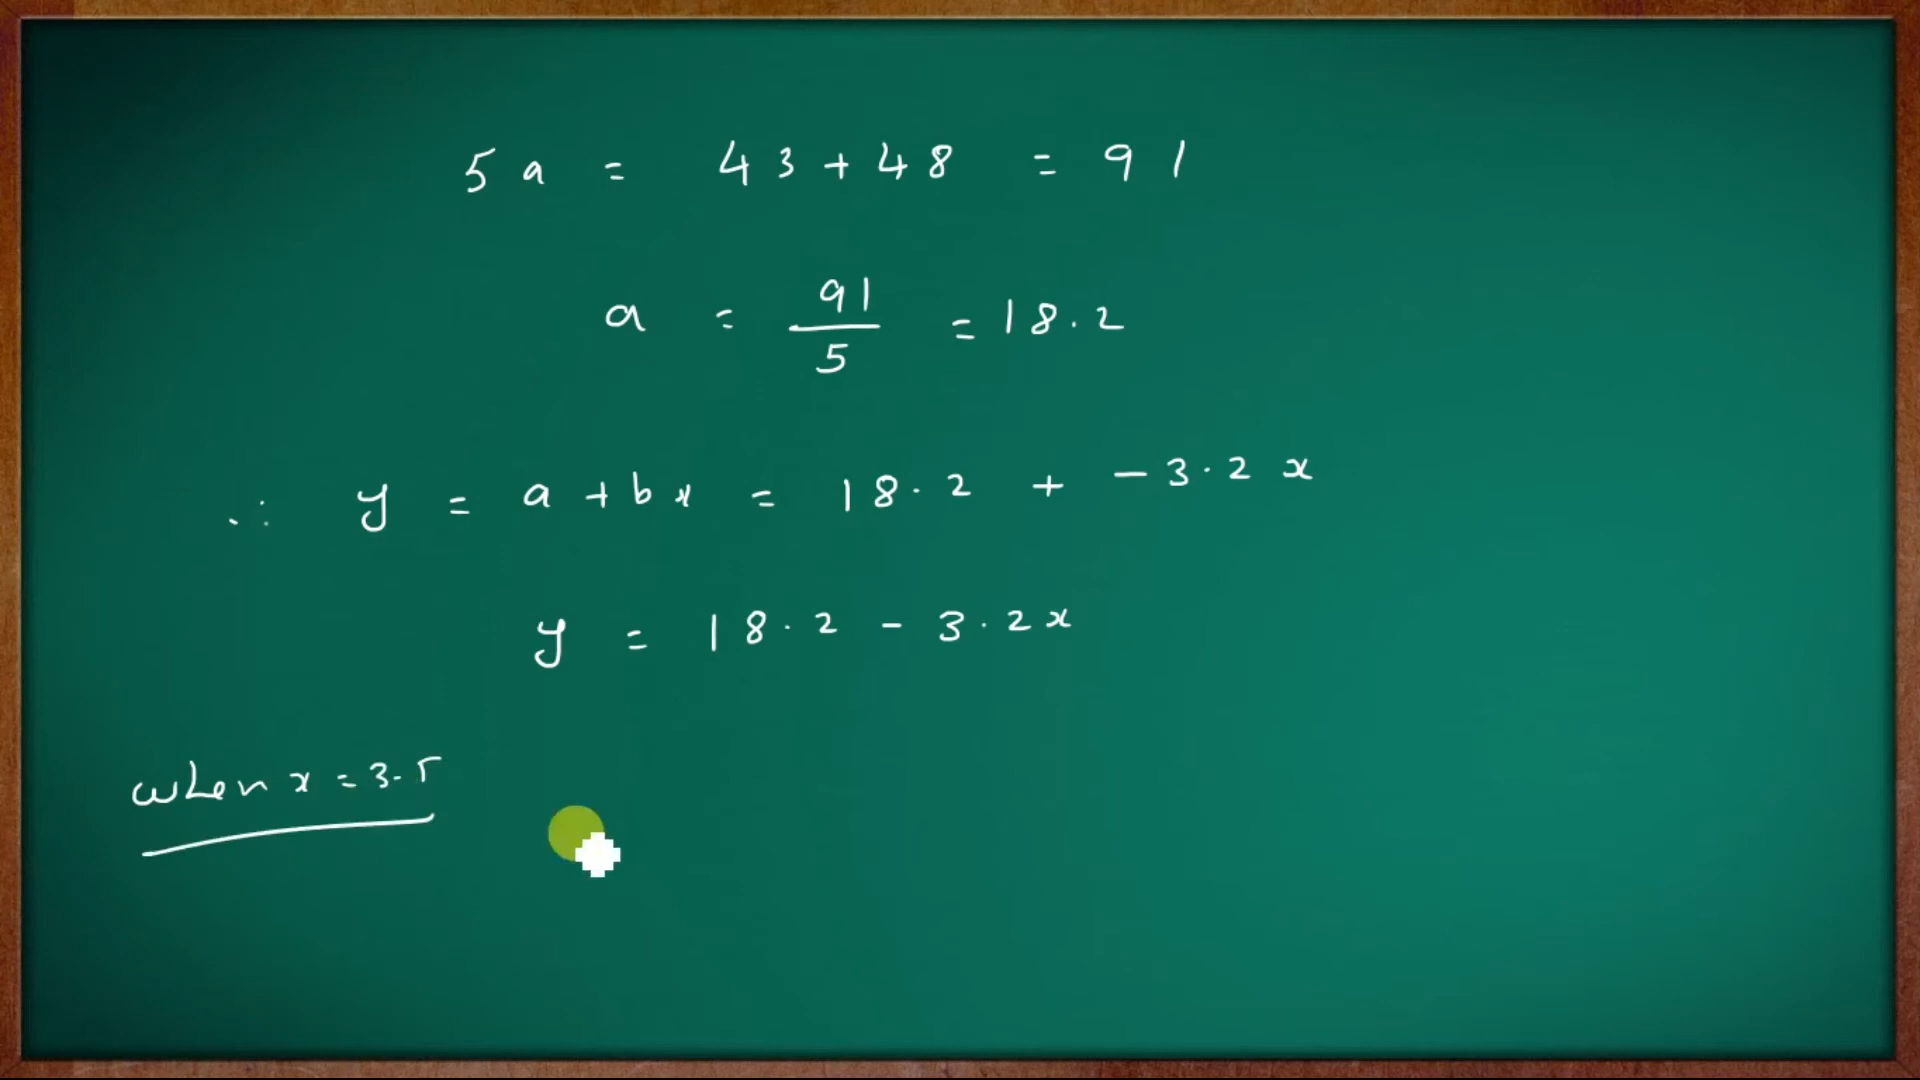 5a = 43+48 = 91
a = 91/5 = 18.2
∴ y = a+bx = 18.2 + -3.2x
y = 18.2 - 3.2x
when x = 3.5